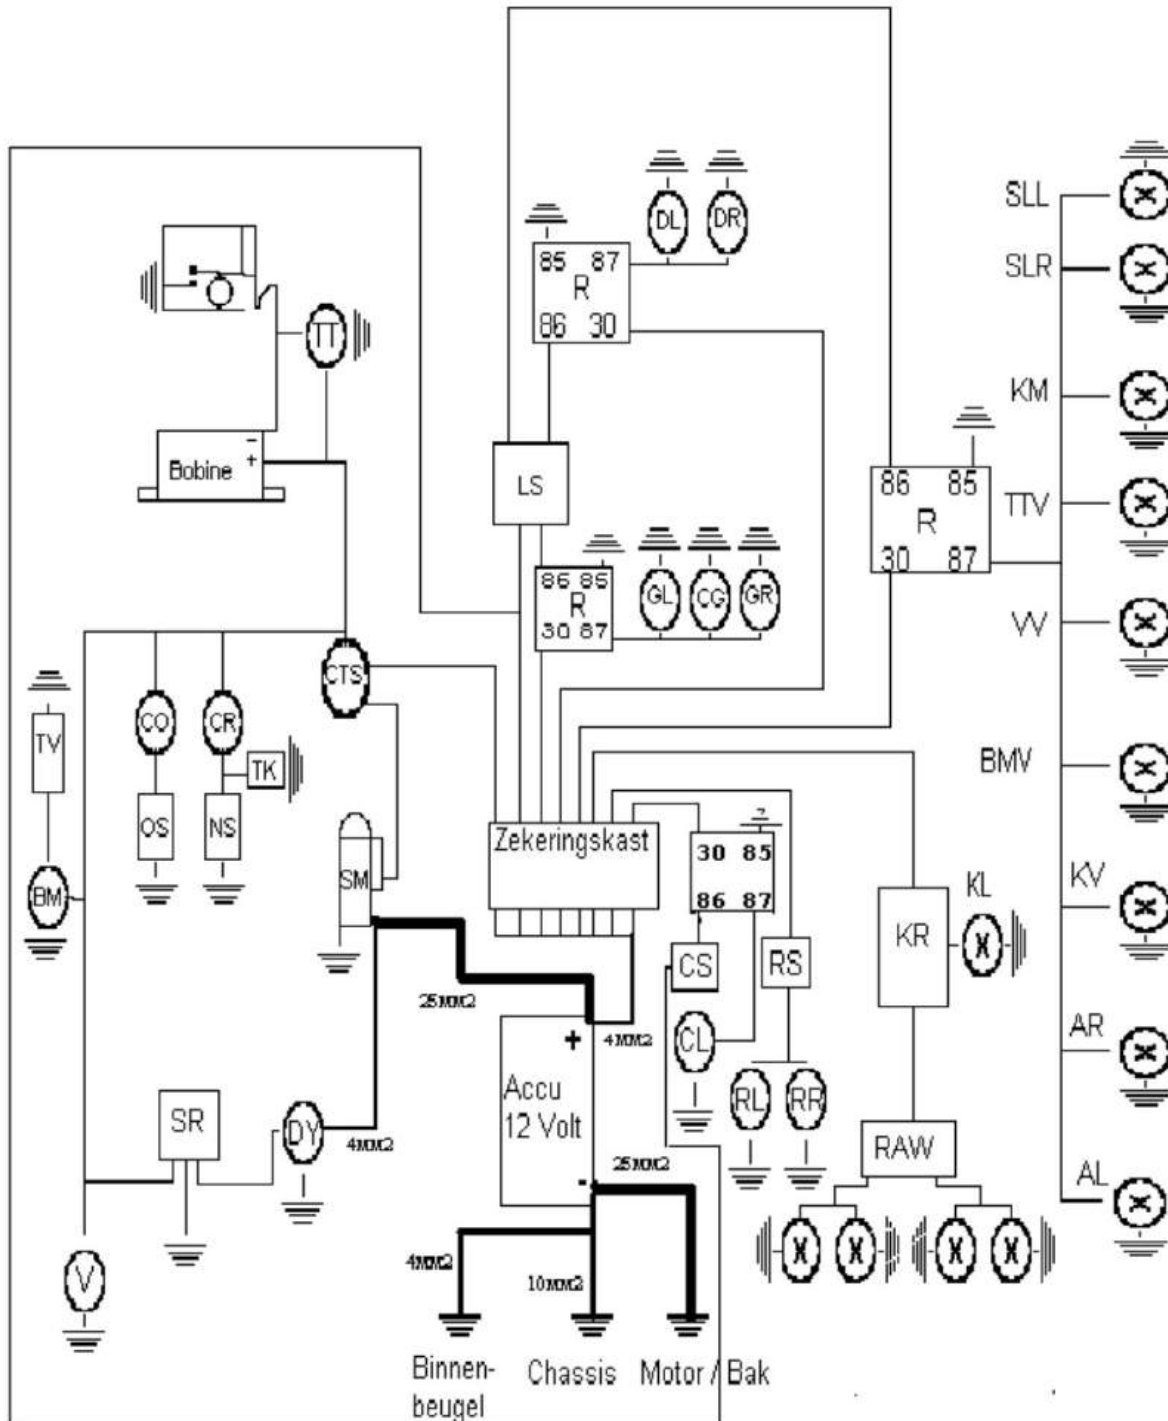 DL DR
SLL
SLR
85 87
R
86 30
TT
KM
Bobine
-
+
LS
86 85
R
30 87
TTV
86 85
R
30 87
GL CG GR
VV
CTS
CO CR
TV
TK
OS NS
BMV
Zekeringskast
30 85
86 87
SM
BM
KL
KV
KR
CS RS
25MM2
+
4MM2
CL
AR
Accu
12 Volt
RL RR
SR
DY
4MM2
RAW
-
25MM2
AL
V
4MM2
10MM2
Binnen-
beugel
Chassis
Motor / Bak